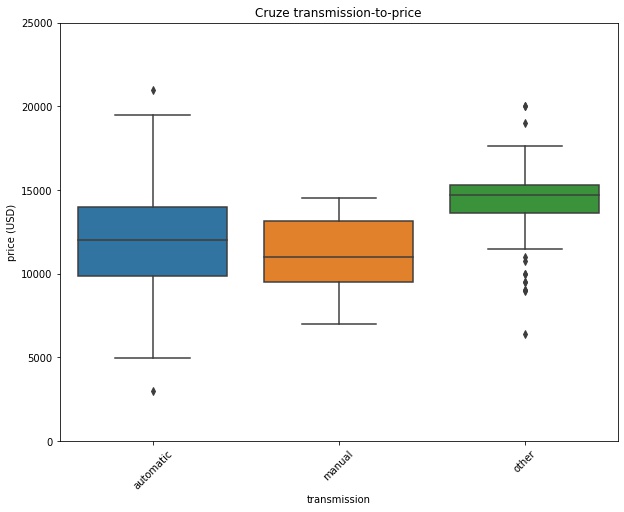 Cruze transmission-to-price
price (USD)
25000
20000
15000
10000
5000
0
automatic
manual
other
transmission